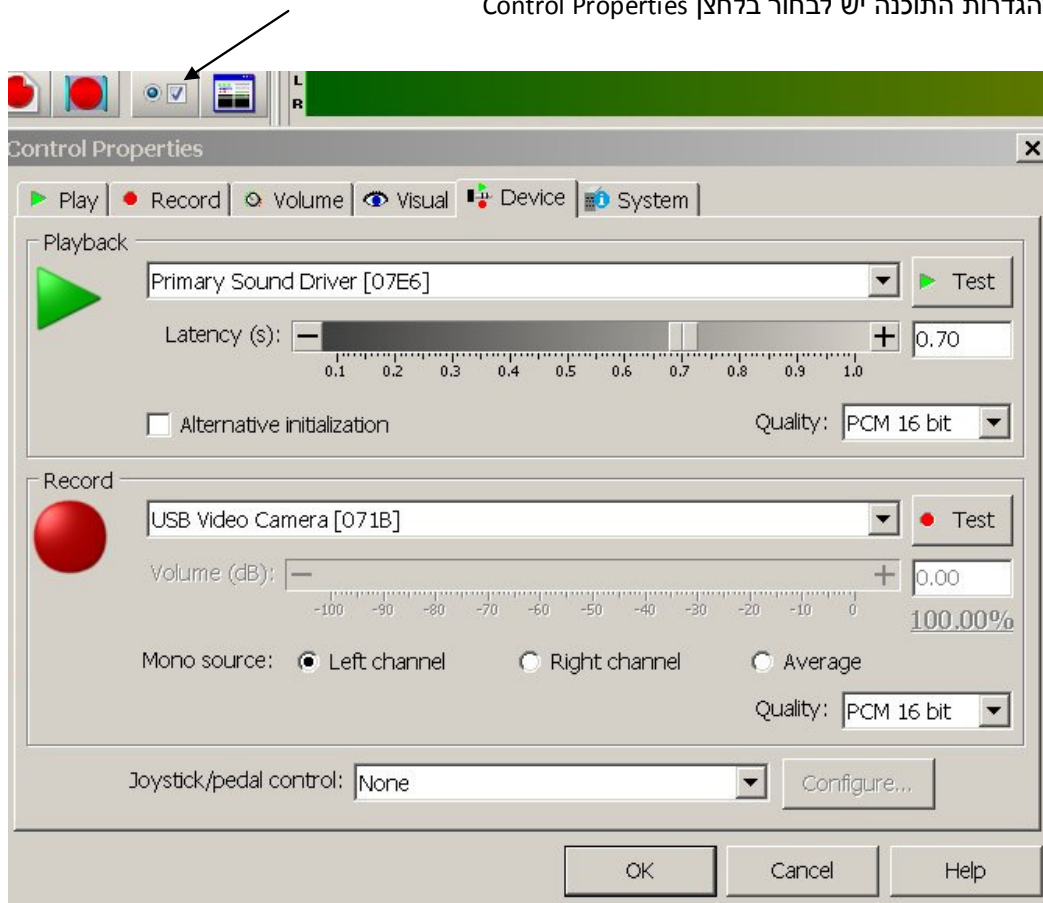 הגדרות התוכנה יש לבחור בלחצן Control Properties
L
R
Control Properties
Play Record Volume Visual Device System
Playback
Primary Sound Driver [07E6] Test
Latency (s): 0.70
0.1 0.2 0.3 0.4 0.5 0.6 0.7 0.8 0.9 1.0
Alternative initialization Quality: PCM 16 bit
Record
USB Video Camera [071B] Test
Volume (dB): 0.00
-100 -90 -80 -70 -60 -50 -40 -30 -20 -10 0 100.00%
Mono source: Left channel Right channel Average
Quality: PCM 16 bit
Joystick/pedal control: None Configure...
OK Cancel Help